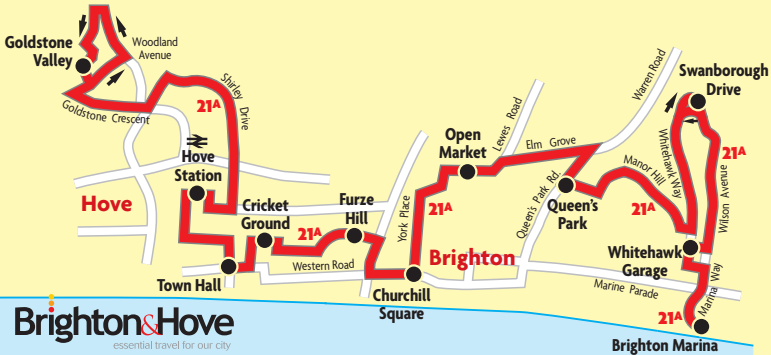 Goldstone
Valley
Woodland
Avenue
Goldstone Crescent
21A
Shirley Drive
Hove
Station
Hove
Cricket
Ground
21A
Furze
Hill
Town Hall
Western Road
York Place
21A
Churchill
Square
Open
Market
Lewes Road
Elm Grove
Brighton
Queen's Park Rd.
Queen's
Park
Warren Road
Manor Hill
21A
Swanborough
Drive
Whitehawk Way
21A
Wilson Avenue
Whitehawk
Garage
Marine Parade
Marina Way
21A
Brighton Marina
Brighton&Hove
essential travel for our city